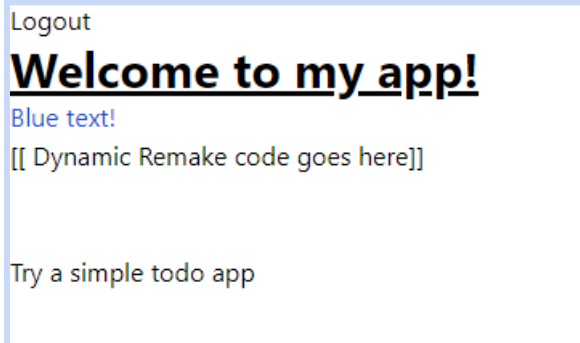 Logout
Welcome to my app!
Blue text!
[[ Dynamic Remake code goes here]]
Try a simple todo app